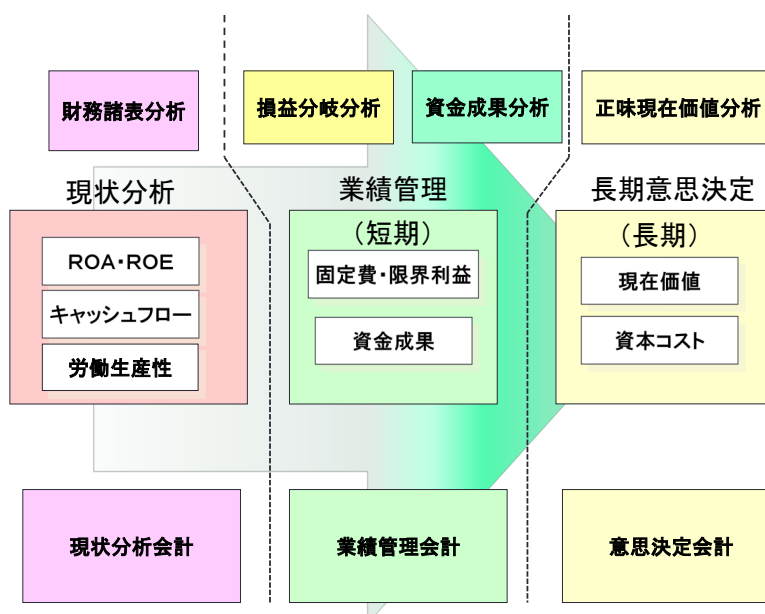 財務諸表分析
損益分岐分析
資金成果分析
正味現在価値分析
現状分析
業績管理
(短期)
長期意思決定
(長期)
ROA・ROE
キャッシュフロー
労働生産性
固定費・限界利益
資金成果
現在価値
資本コスト
現状分析会計
業績管理会計
意思決定会計